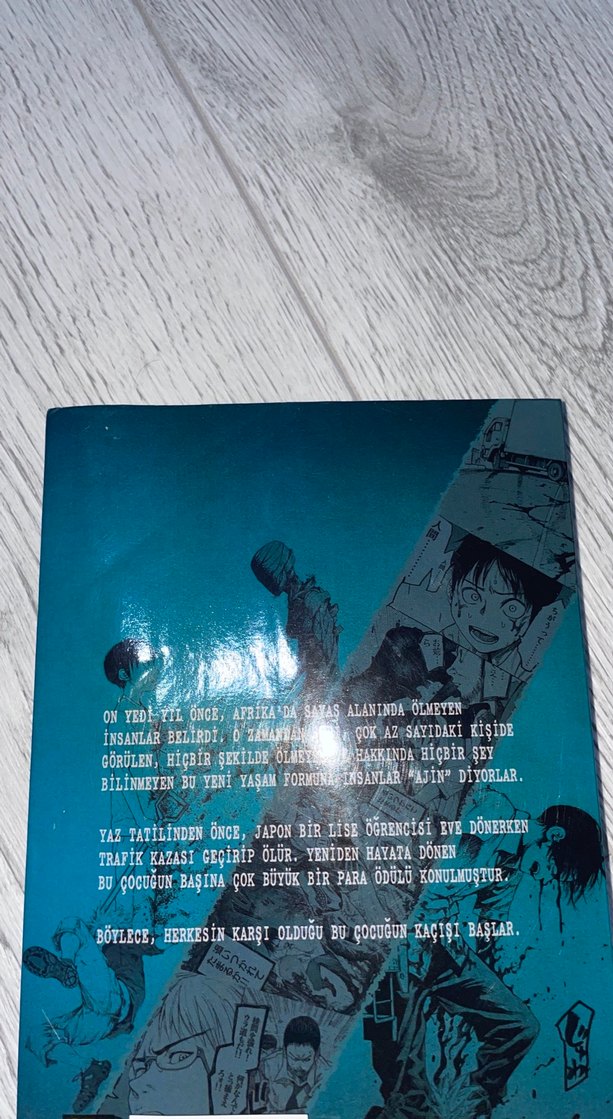 ON YEDİ YIL ÖNCE, AFRİKA'DA SAVAŞ ALANINDA ÖLMEYEN
İNSANLAR BELİRDİ. O ZAMANDAN ÇOK AZ SAYIDAKİ KİŞİDE
GÖRÜLEN, HİÇBİR ŞEKİLDE HAKKINDA HİÇBİR ŞEY
BİLİNMEYEN BU YENİ YAŞAM FORMUNA İNSANLAR "AJİN" DİYORLAR.
YAZ TATİLİNDEN ÖNCE, JAPON BİR LİSE ÖĞRENCİSİ EVE DÖNERKEN
TRAFİK KAZASI GEÇİRİP ÖLÜR. YENİDEN HAYATA DÖNEN
BU ÇOCUĞUN BAŞINA ÇOK BÜYÜK BİR PARA ÖDÜLÜ KONULMUŞTUR.
BÖYLECE, HERKESİN KARŞI OLDUĞU BU ÇOCUĞUN KAÇIŞI BAŞLAR.